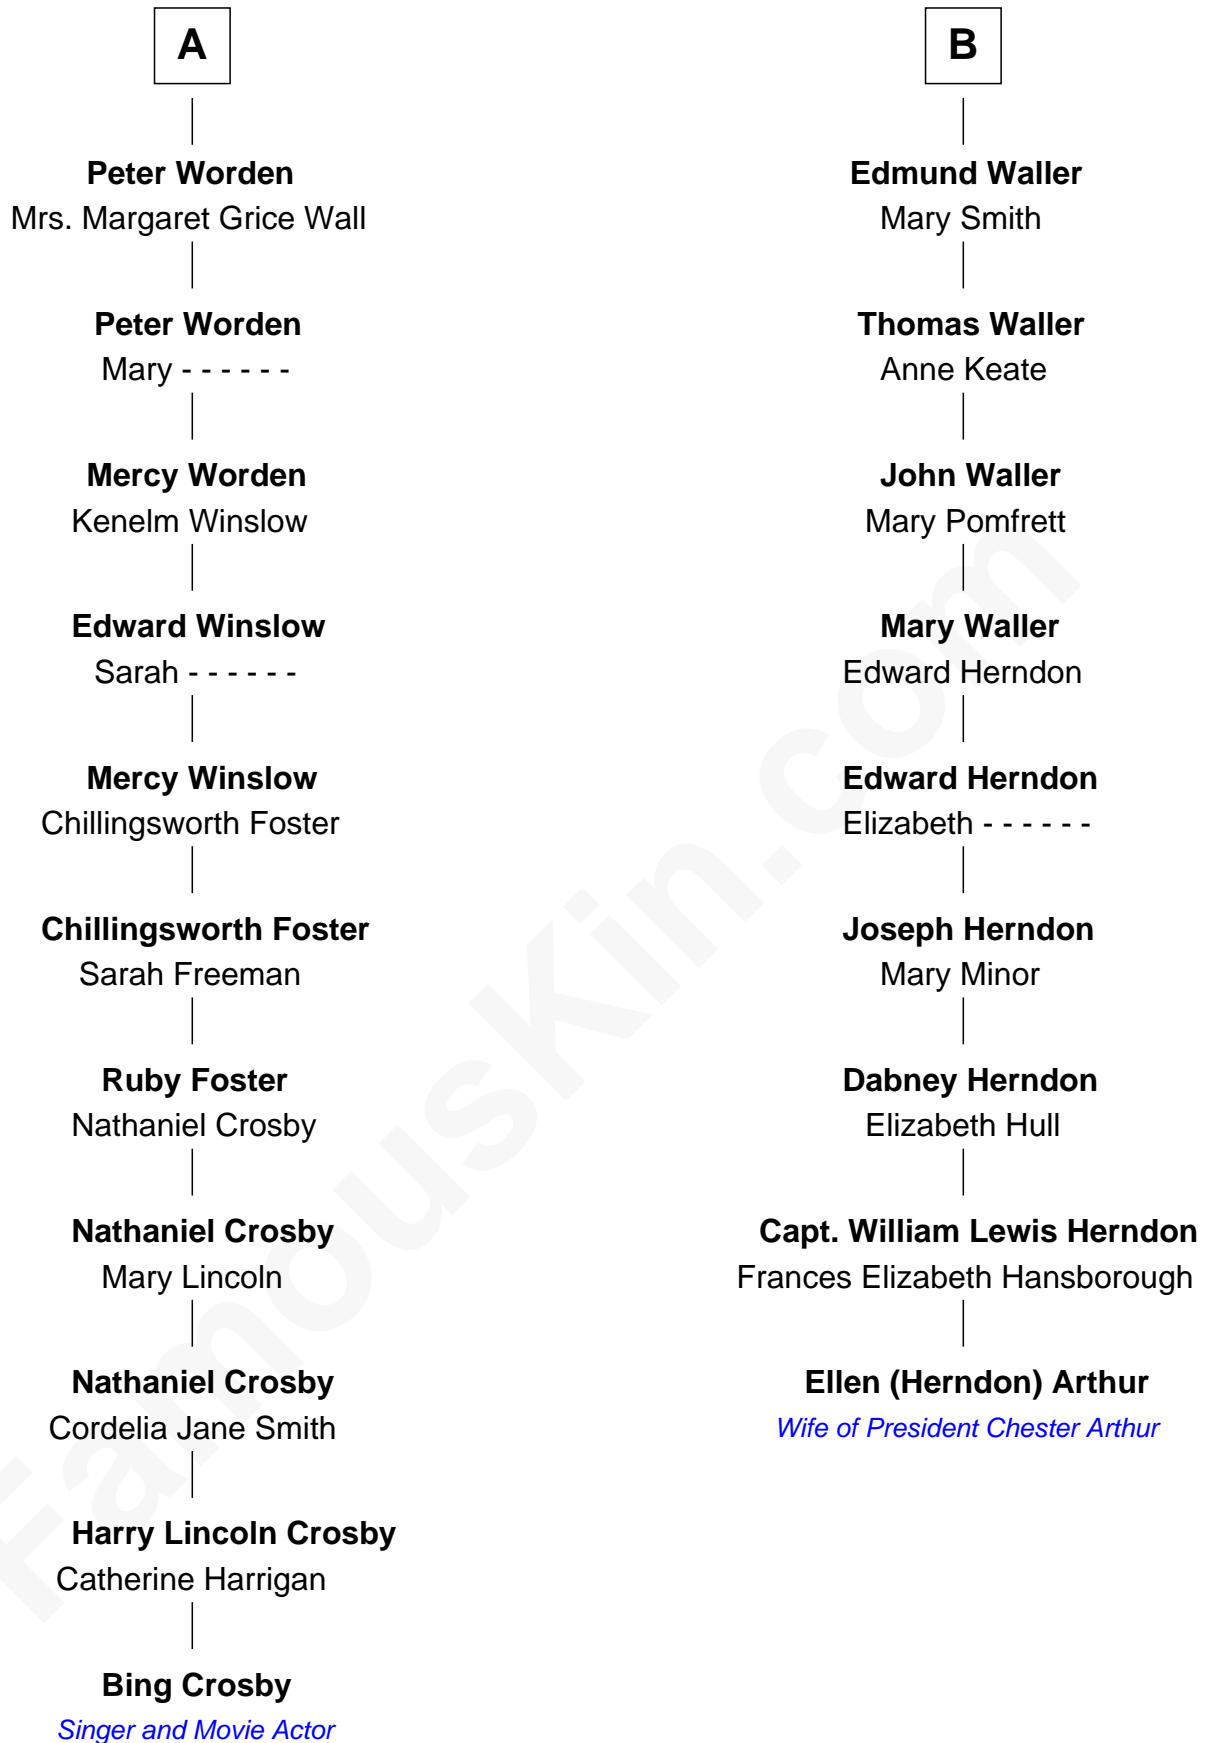 A
Peter Worden
Mrs. Margaret Grice Wall
Peter Worden
Mary - - - - - -
Mercy Worden
Kenelm Winslow
Edward Winslow
Sarah - - - - - -
Mercy Winslow
Chillingsworth Foster
Chillingsworth Foster
Sarah Freeman
Ruby Foster
Nathaniel Crosby
Nathaniel Crosby
Mary Lincoln
Nathaniel Crosby
Cordelia Jane Smith
Harry Lincoln Crosby
Catherine Harrigan
Bing Crosby
Singer and Movie Actor
B
Edmund Waller
Mary Smith
Thomas Waller
Anne Keate
John Waller
Mary Pomfrett
Mary Waller
Edward Herndon
Edward Herndon
Elizabeth - - - - - -
Joseph Herndon
Mary Minor
Dabney Herndon
Elizabeth Hull
Capt. William Lewis Herndon
Frances Elizabeth Hansborough
Ellen (Herndon) Arthur
Wife of President Chester Arthur
FamousKin.com